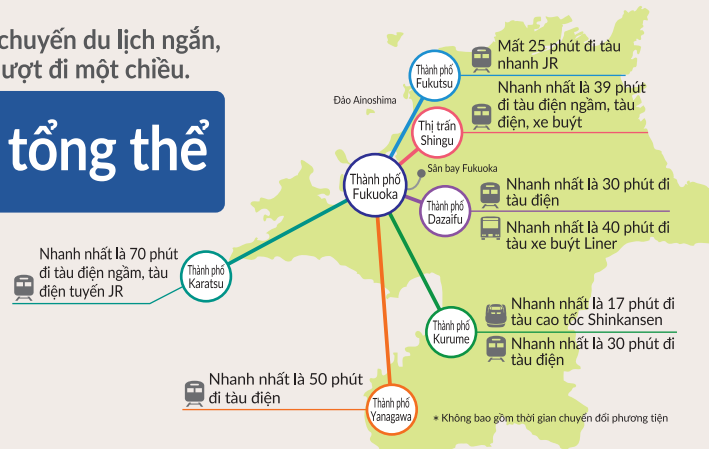 chuyến du lịch ngắn,
ượt đi một chiều.
tổng thể
Mất 25 phút đi tàu
nhanh JR
Thành phố
Fukutsu
Nhanh nhất là 39 phút
đi tàu điện ngầm, tàu
điện, xe buýt
Đảo Ainoshima
Thị trấn
Shingu
Sân bay Fukuoka
Thành phố
Fukuoka
Nhanh nhất là 30 phút đi
tàu điện
Thành phố
Dazaifu
Nhanh nhất là 40 phút đi
tàu xe buýt Liner
Nhanh nhất là 70 phút
đi tàu điện ngầm, tàu
điện tuyến JR
Thành phố
Karatsu
Nhanh nhất là 17 phút đi
tàu cao tốc Shinkansen
Thành phố
Kurume
Nhanh nhất là 30 phút đi
tàu điện
Nhanh nhất là 50 phút
đi tàu điện
Thành phố
Yanagawa
* Không bao gồm thời gian chuyển đổi phương tiện